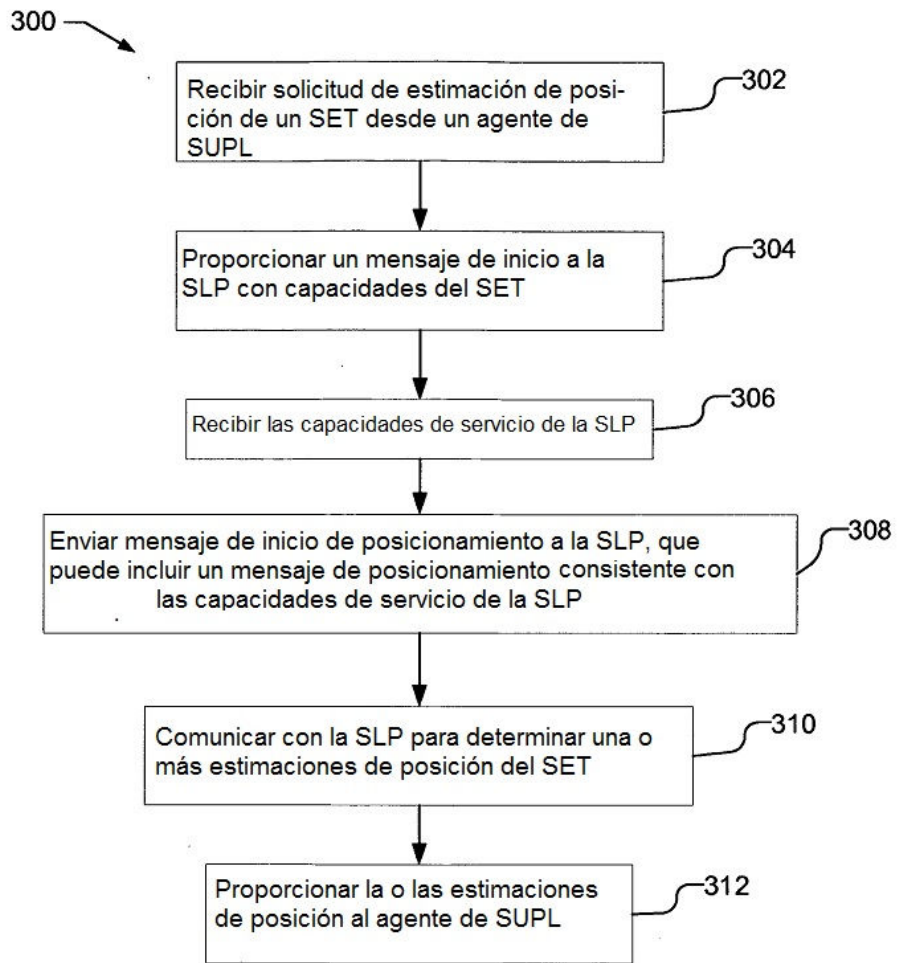 300
Recibir solicitud de estimación de posi-
ción de un SET desde un agente de
SUPL
302
Proporcionar un mensaje de inicio a la
SLP con capacidades del SET
304
Recibir las capacidades de servicio de la SLP
306
Enviar mensaje de inicio de posicionamiento a la SLP, que
puede incluir un mensaje de posicionamiento consistente con
las capacidades de servicio de la SLP
308
Comunicar con la SLP para determinar una o
más estimaciones de posición del SET
310
Proporcionar la o las estimaciones
de posición al agente de SUPL
312